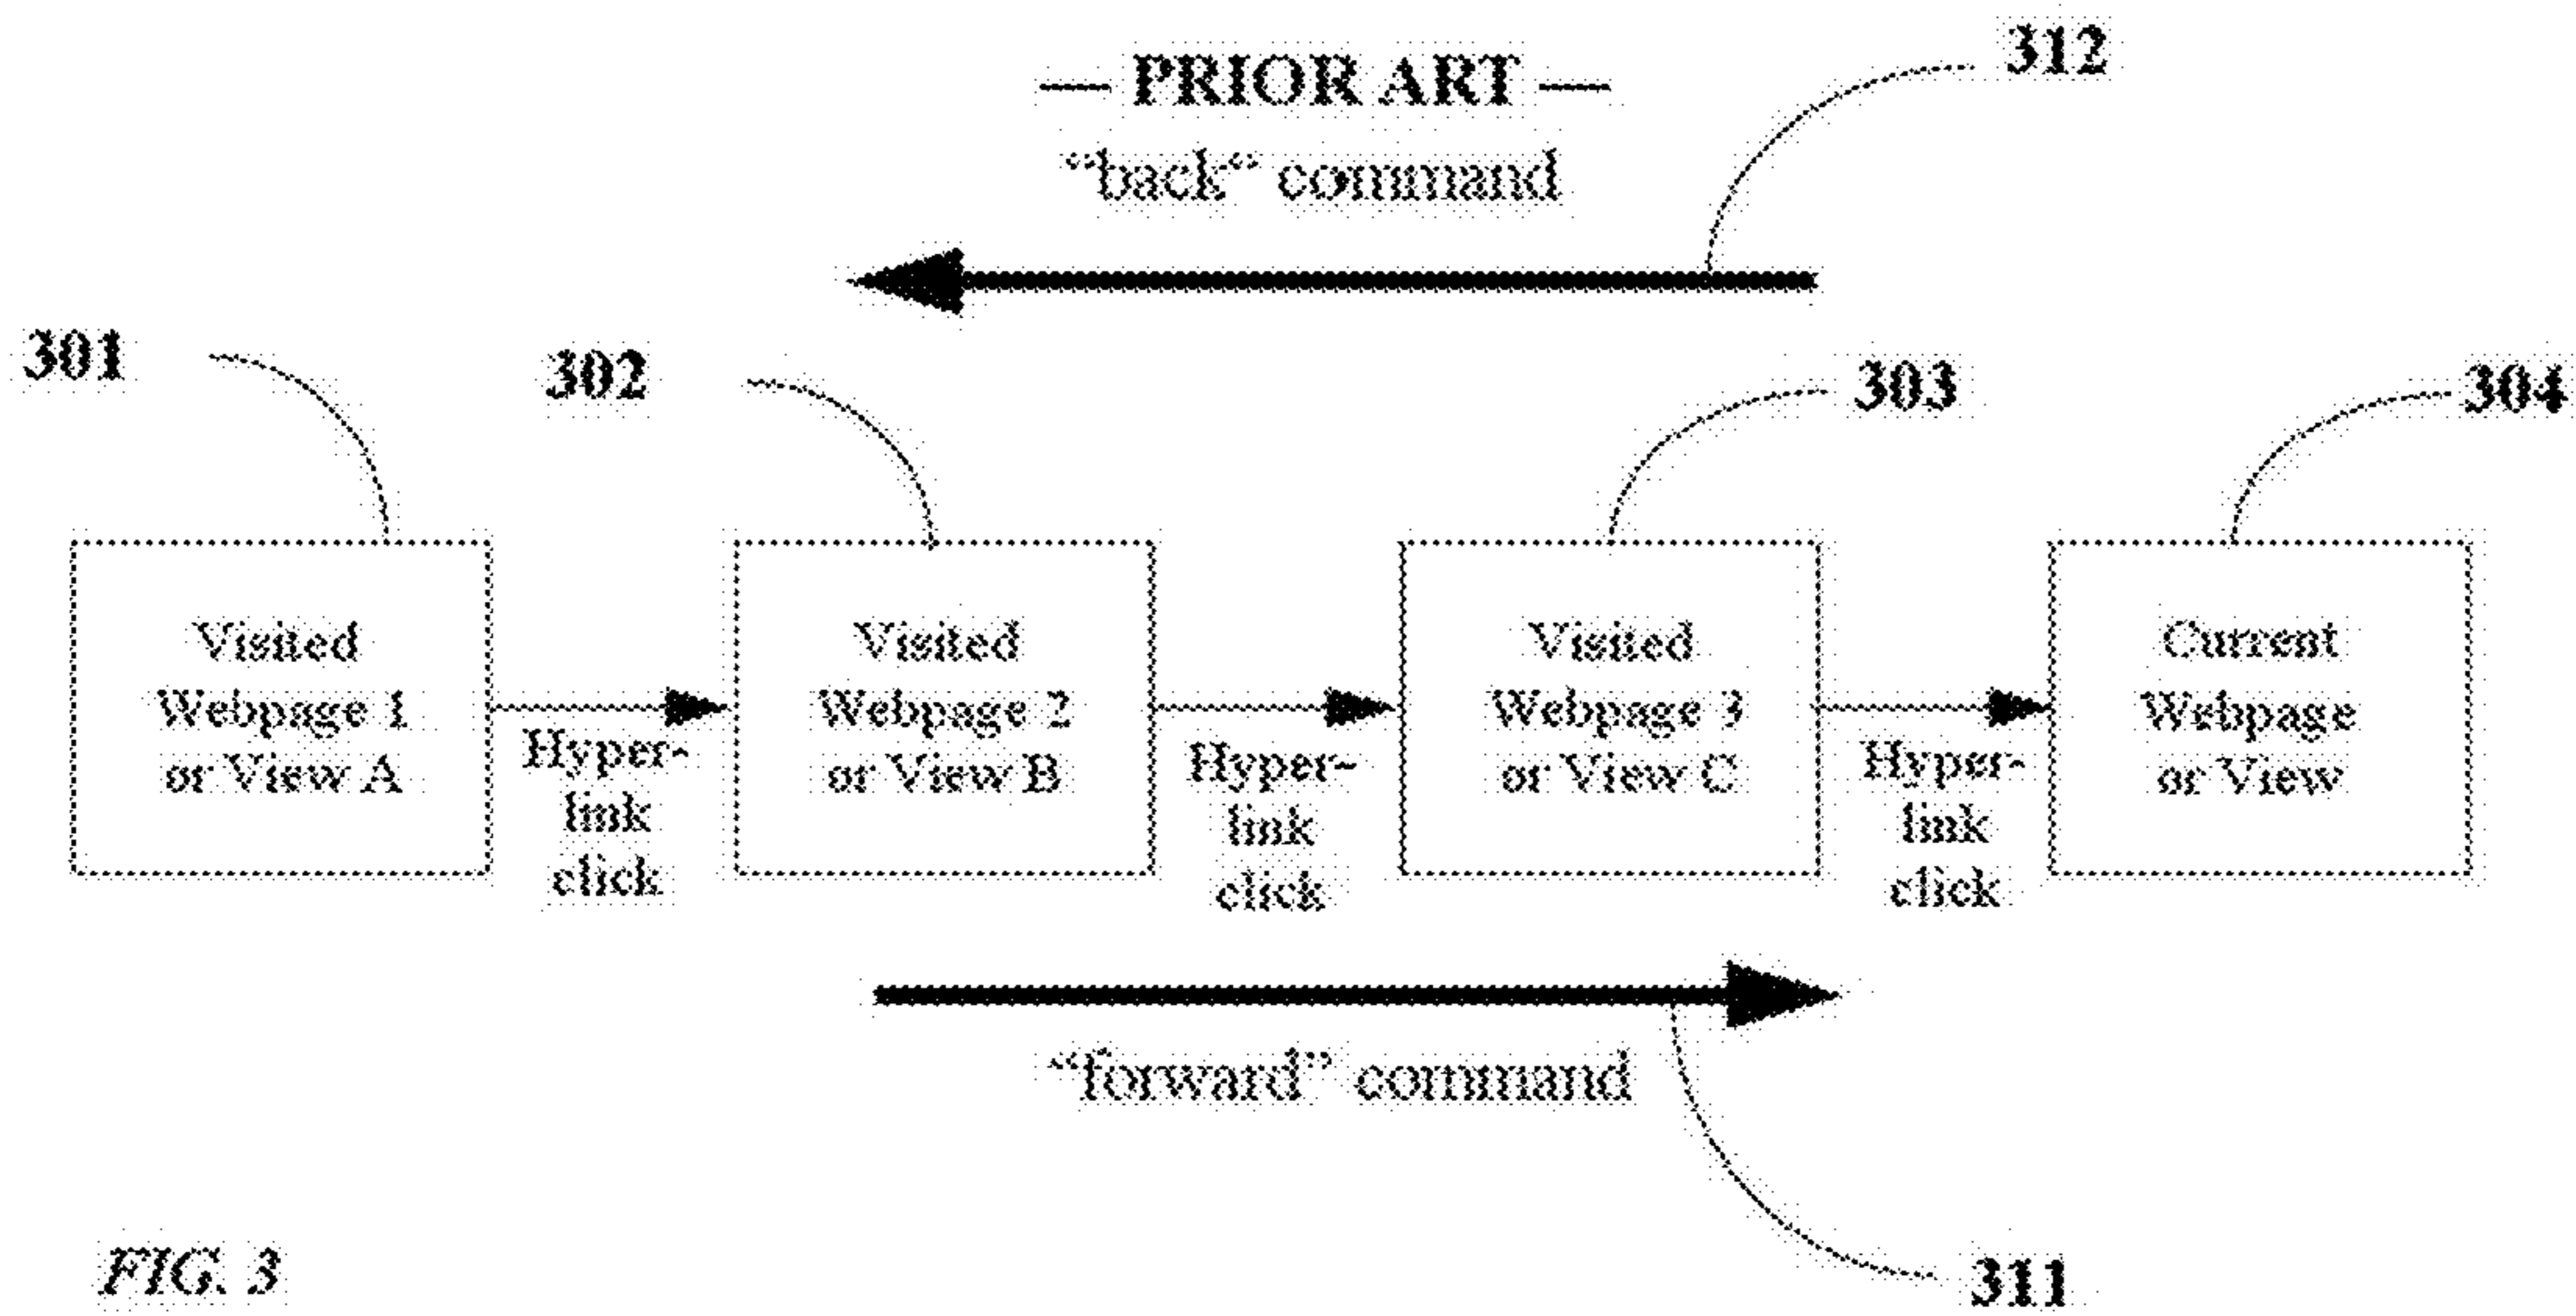 — PRIOR ART —
312
“back“ command
301
302
303
304
Visited
Webpage 1
or View A
Hyper-
link
click
Visited
Webpage 2
or View B
Hyper-
link
click
Visited
Webpage 3
or View C
Hyper-
link
click
Current
Webpage
or View
“forward” command
311
FIG. 3